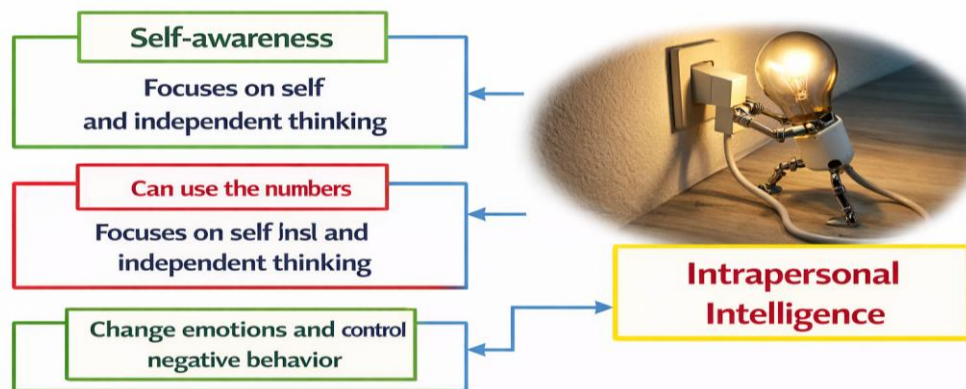 Self-awareness
Focuses on self
and independent thinking
Can use the numbers
Focuses on self Jnsl and
independent thinking
Change emotions and control
negative behavior
Intrapersonal
Intelligence